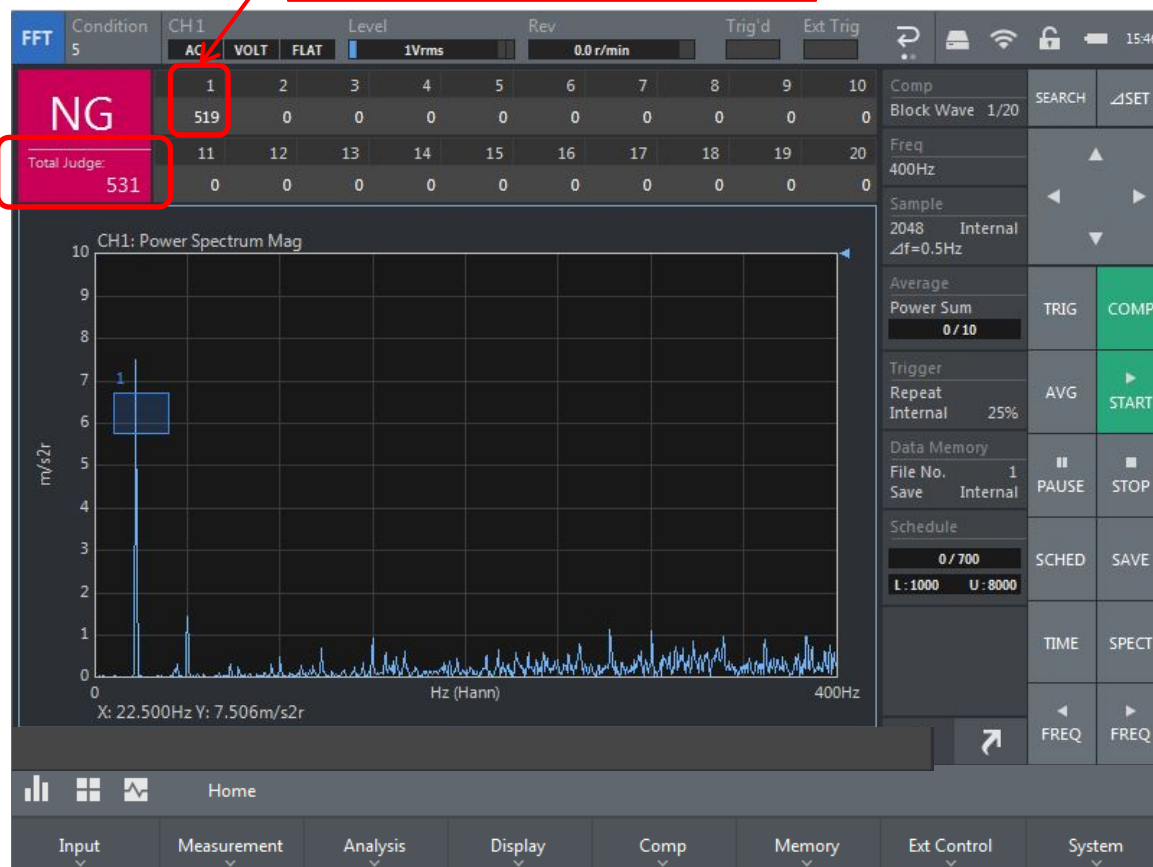 FFT Condition CH1 Level Rev Trig'd Ext Trig
5 AC VOLT FLAT 1Vrms 0.0 r/min 15:46
NG
Total Judge:
531
1 2 3 4 5 6 7 8 9 10
519 0 0 0 0 0 0 0 0 0
11 12 13 14 15 16 17 18 19 20
0 0 0 0 0 0 0 0 0 0
CH1: Power Spectrum Mag
10
9
8
7
6
5
4
3
2
1
0
1
m/s2r
0 Hz (Hann) 400Hz
X: 22.500Hz Y: 7.506m/s2r
Comp
Block Wave 1/20
Freq
400Hz
Sample
2048 Internal
⊿f=0.5Hz
Average
Power Sum
0/10
Trigger
Repeat
Internal 25%
Data Memory
File No. 1
Save Internal
Schedule
0/700
L:1000 U:8000
SEARCH ⊿SET
TRIG COMP
AVG START
PAUSE STOP
SCHED SAVE
TIME SPECT
FREQ FREQ
Home
Input Measurement Analysis Display Comp Memory Ext Control System